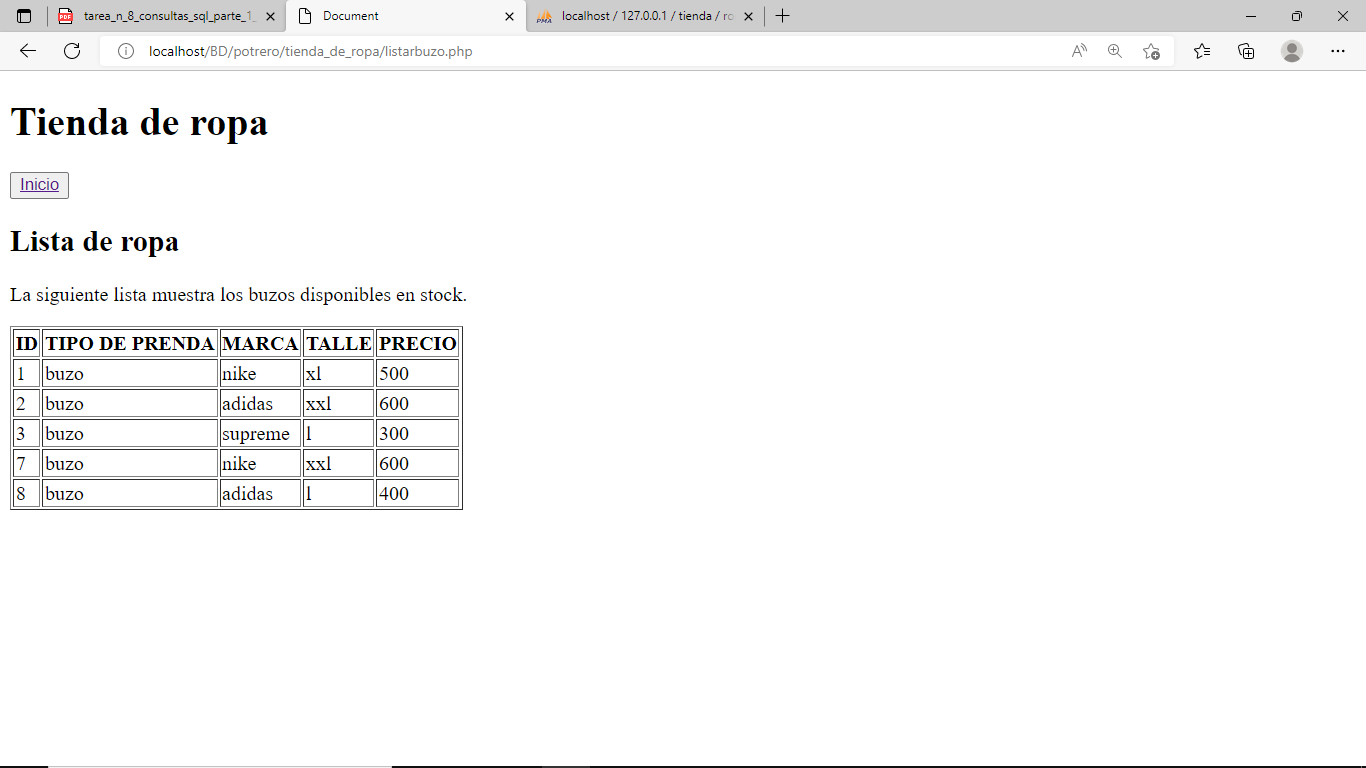 tarea_n_8_consultas_sql_parte_1_
Document
localhost / 127.0.0.1 / tienda / ro
localhost/BD/potrero/tienda_de_ropa/listarbuzo.php
Tienda de ropa
Inicio
Lista de ropa
La siguiente lista muestra los buzos disponibles en stock.
ID TIPO DE PRENDA MARCA TALLE PRECIO
1 buzo nike xl 500
2 buzo adidas xxl 600
3 buzo supreme l 300
7 buzo nike xxl 600
8 buzo adidas l 400